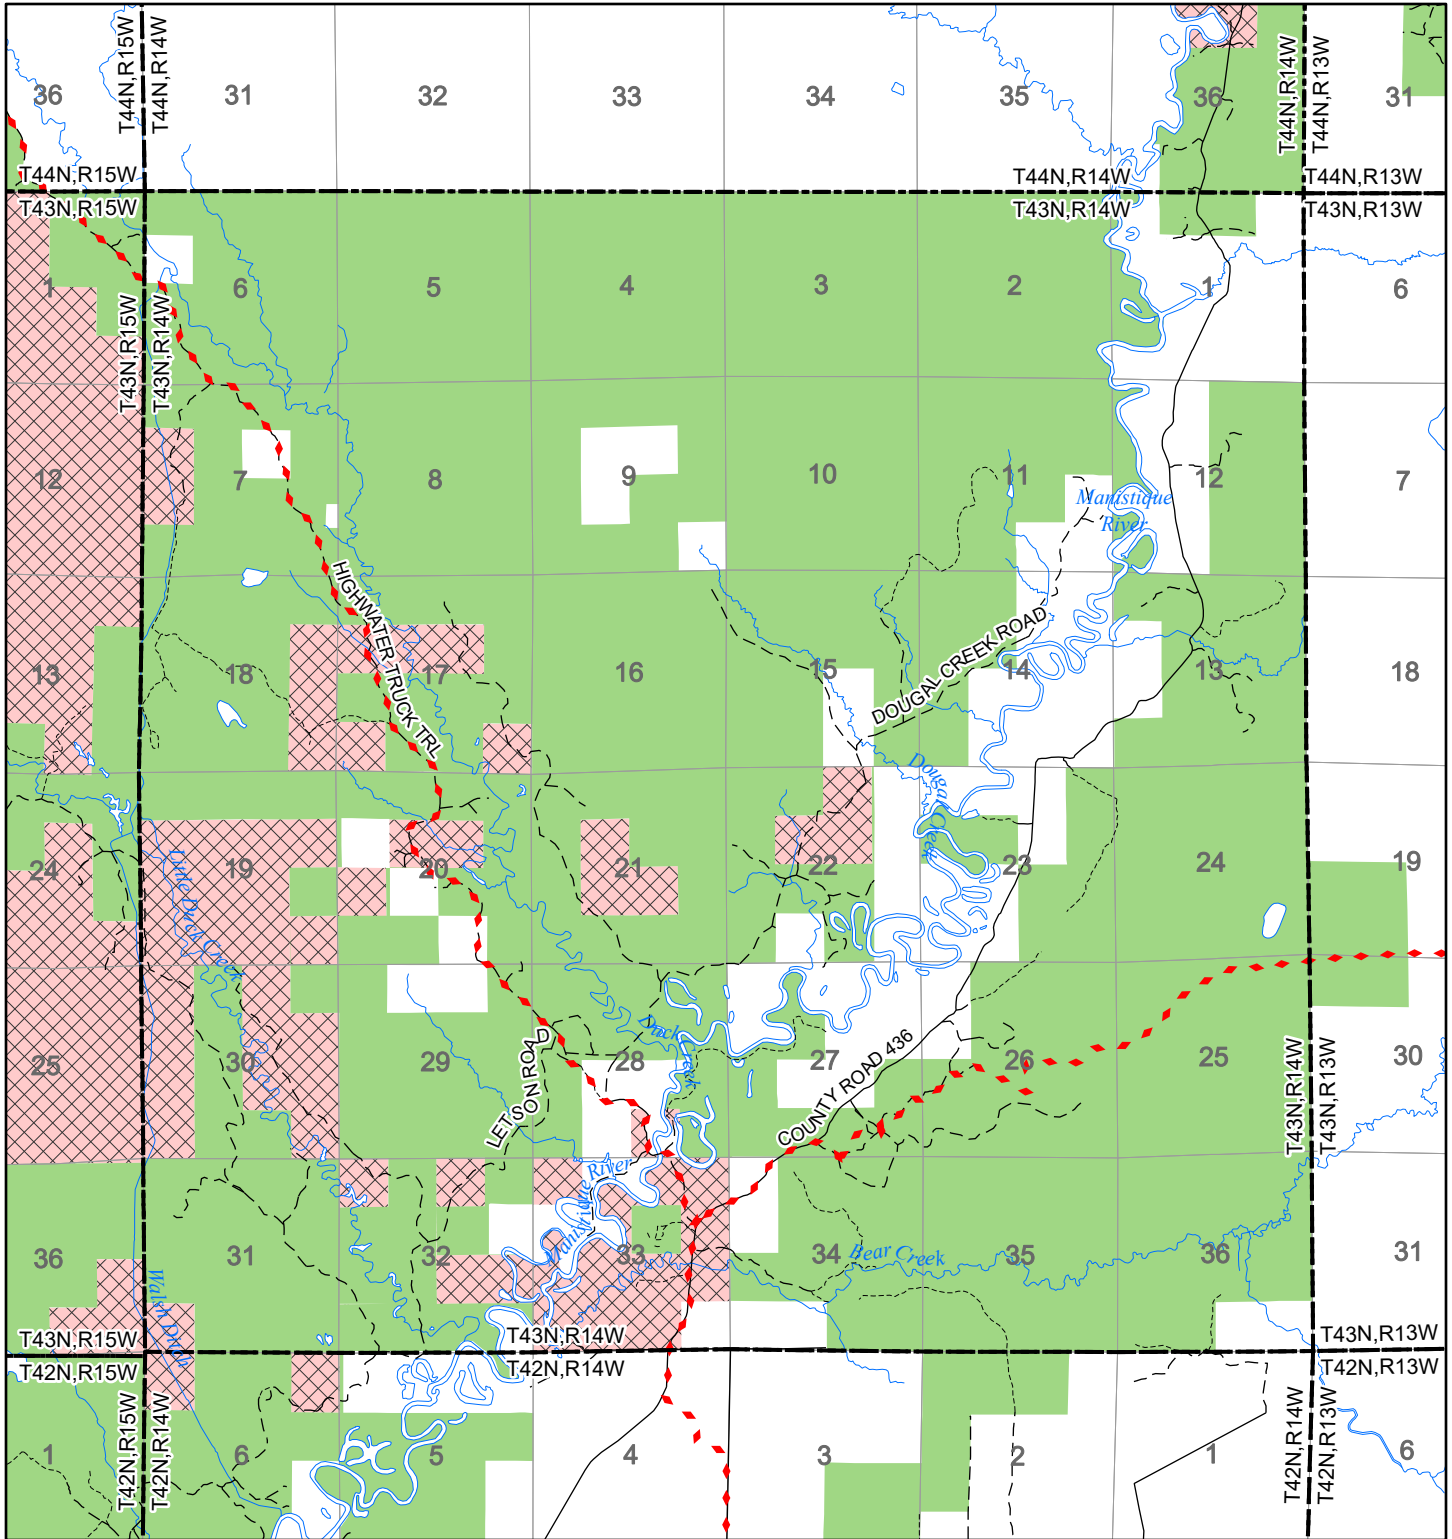 T44N,R15W
T44N,R14W
T44N,R14W
T44N,R13W
36
31
32
33
34
35
36
31
T44N,R15W
T44N,R14W
T44N,R13W
T43N,R15W
T43N,R14W
T43N,R13W
1
6
5
4
3
2
1
6
T43N,R15W
T43N,R14W
12
7
8
9
10
11
12
7
Manistique
River
HIGHWATER TRUCK TRL
DOUGAL CREEK ROAD
13
18
17
16
15
14
13
18
Dougal Creek
24
19
20
21
22
23
24
19
Little Duck Creek
Duck Creek
25
30
29
28
27
26
25
30
LETSON ROAD
COUNTY ROAD 436
T43N,R14W
T43N,R13W
Manistique River
36
31
32
33
34
35
36
31
Bear Creek
Walsh Ditch
T43N,R15W
T43N,R14W
T43N,R13W
T42N,R15W
T42N,R14W
T42N,R13W
T42N,R15W
T42N,R14W
T42N,R14W
T42N,R13W
1
6
5
4
3
2
1
6